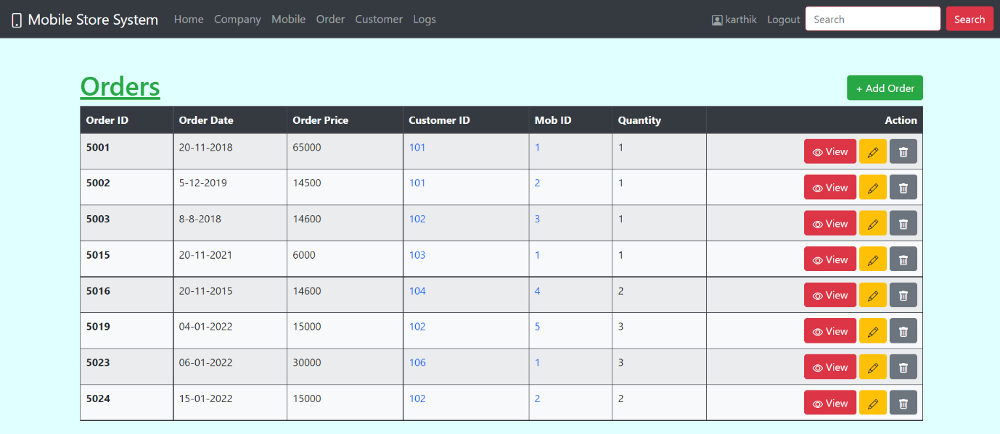 Mobile Store System Home Company Mobile Order Customer Logs karthik Logout Search Search
Orders + Add Order
Order ID Order Date Order Price Customer ID Mob ID Quantity Action
5001 20-11-2018 65000 101 1 1 View
5002 5-12-2019 14500 101 2 1 View
5003 8-8-2018 14600 102 3 1 View
5015 20-11-2021 6000 103 1 1 View
5016 20-11-2015 14600 104 4 2 View
5019 04-01-2022 15000 102 5 3 View
5023 06-01-2022 30000 106 1 3 View
5024 15-01-2022 15000 102 2 2 View